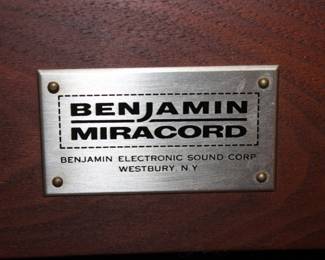 BENJAMIN
MIRACORD
BENJAMIN ELECTRONIC SOUND CORP
WESTBURY, N.Y.